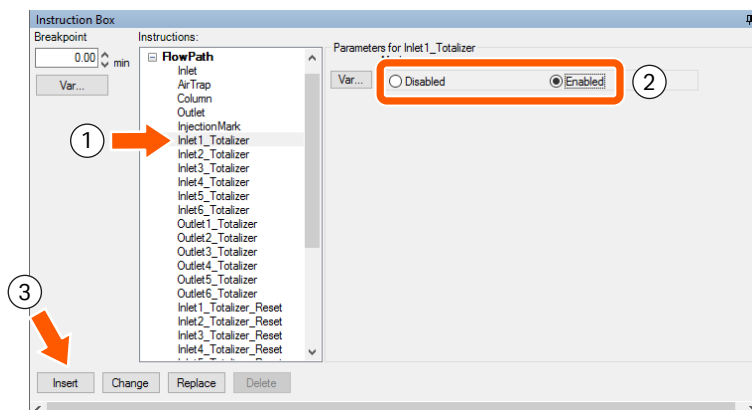 Instruction Box
Breakpoint
Instructions:
0.00 min
Var...
FlowPath
Inlet
AirTrap
Column
Outlet
InjectionMark
Inlet1_Totalizer
Inlet2_Totalizer
Inlet3_Totalizer
Inlet4_Totalizer
Inlet5_Totalizer
Inlet6_Totalizer
Outlet1_Totalizer
Outlet2_Totalizer
Outlet3_Totalizer
Outlet4_Totalizer
Outlet5_Totalizer
Outlet6_Totalizer
Inlet1_Totalizer_Reset
Inlet2_Totalizer_Reset
Inlet3_Totalizer_Reset
Inlet4_Totalizer_Reset
Parameters for Inlet1_Totalizer
Var...
Disabled
Enabled
1
2
3
Insert
Change
Replace
Delete